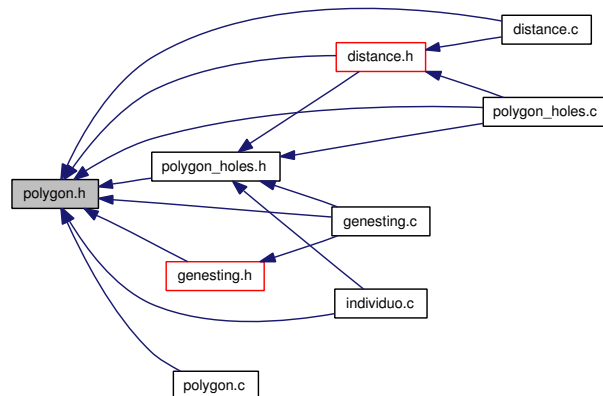 distance.c
distance.h
polygon_holes.c
polygon_holes.h
polygon.h
genesting.c
genesting.h
individuo.c
polygon.c